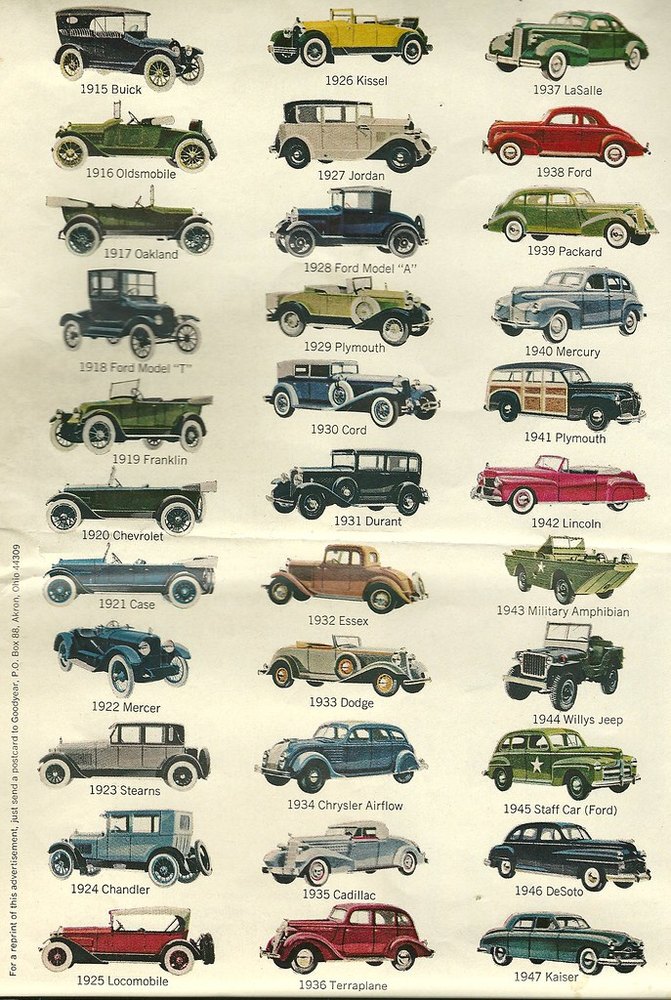 1915 Buick
1916 Oldsmobile
1917 Oakland
1918 Ford Model "T"
1919 Franklin
1920 Chevrolet
1921 Case
1922 Mercer
1923 Stearns
1924 Chandler
1925 Locomobile
1926 Kissel
1927 Jordan
1928 Ford Model "A"
1929 Plymouth
1930 Cord
1931 Durant
1932 Essex
1933 Dodge
1934 Chrysler Airflow
1935 Cadillac
1936 Terraplane
1937 LaSalle
1938 Ford
1939 Packard
1940 Mercury
1941 Plymouth
1942 Lincoln
1943 Military Amphibian
1944 Willys Jeep
1945 Staff Car (Ford)
1946 DeSoto
1947 Kaiser
For a reprint of this advertisement, just send a postcard to Goodyear, P.O. Box 88, Akron, Ohio 44309